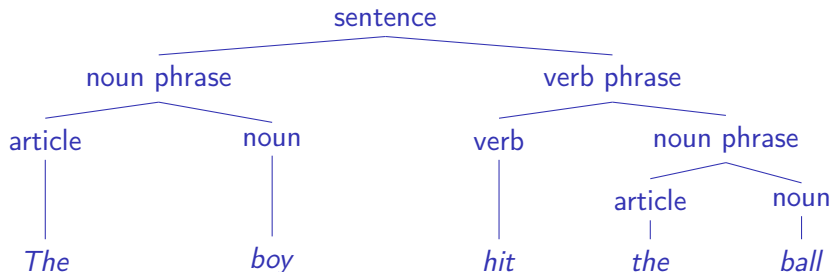 sentence
noun phrase verb phrase
article noun verb noun phrase
article noun
The boy hit the ball